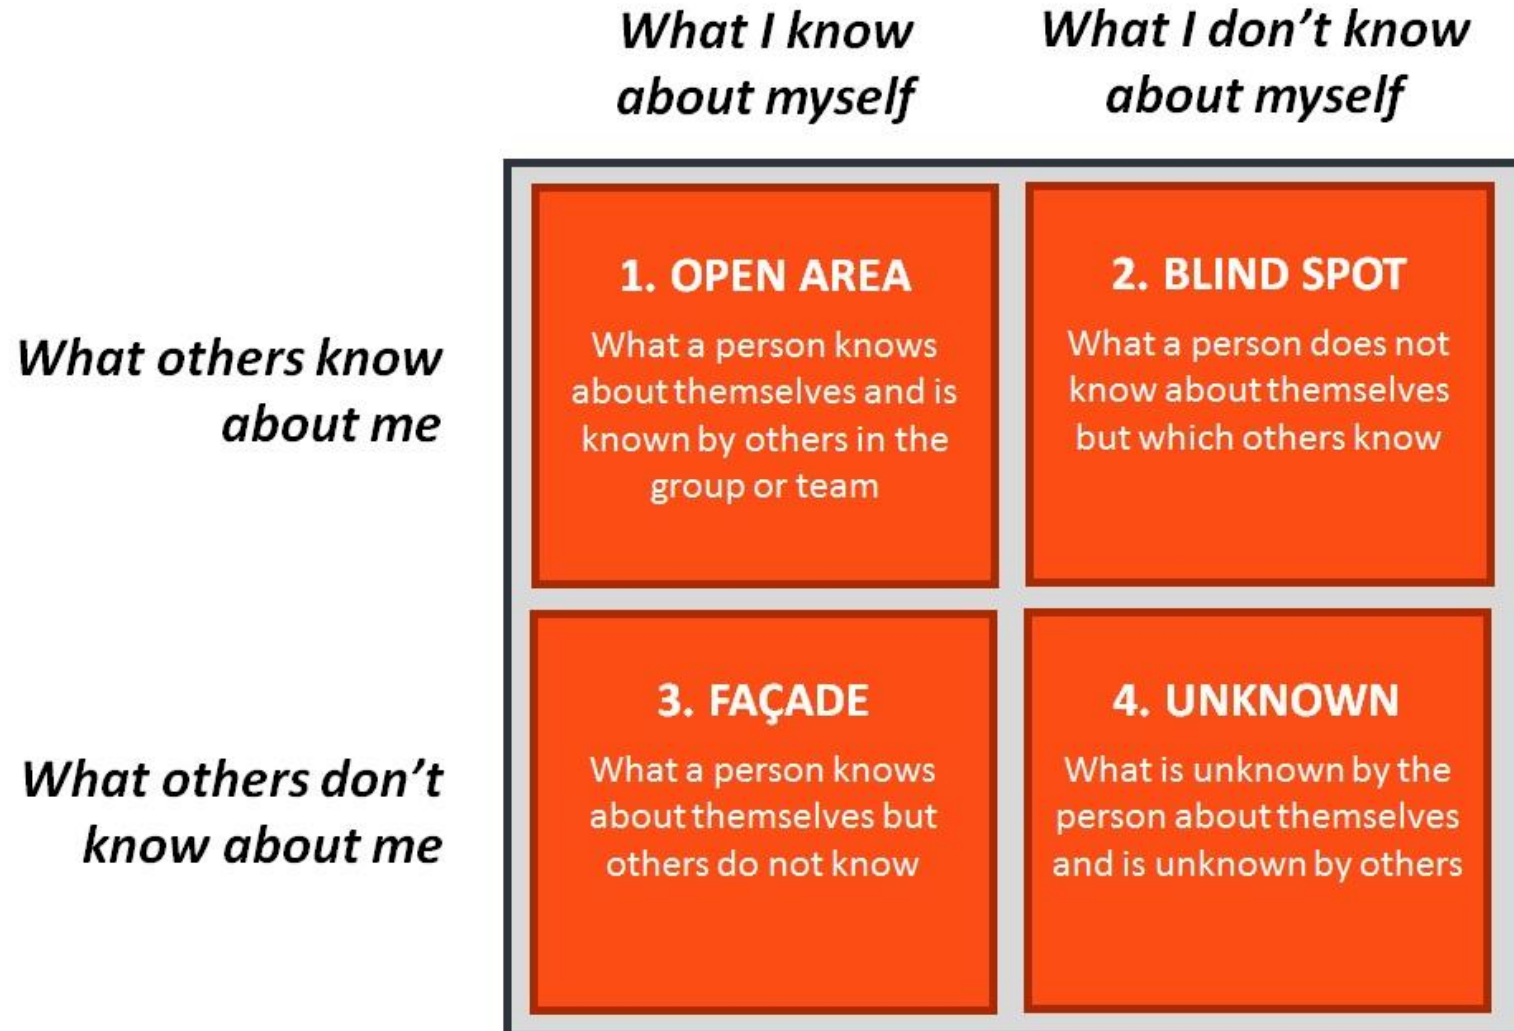 What I know
about myself
What I don’t know
about myself
What others know
about me
1. OPEN AREA
What a person knows
about themselves and is
known by others in the
group or team
2. BLIND SPOT
What a person does not
know about themselves
but which others know
What others don’t
know about me
3. FAÇADE
What a person knows
about themselves but
others do not know
4. UNKNOWN
What is unknown by the
person about themselves
and is unknown by others